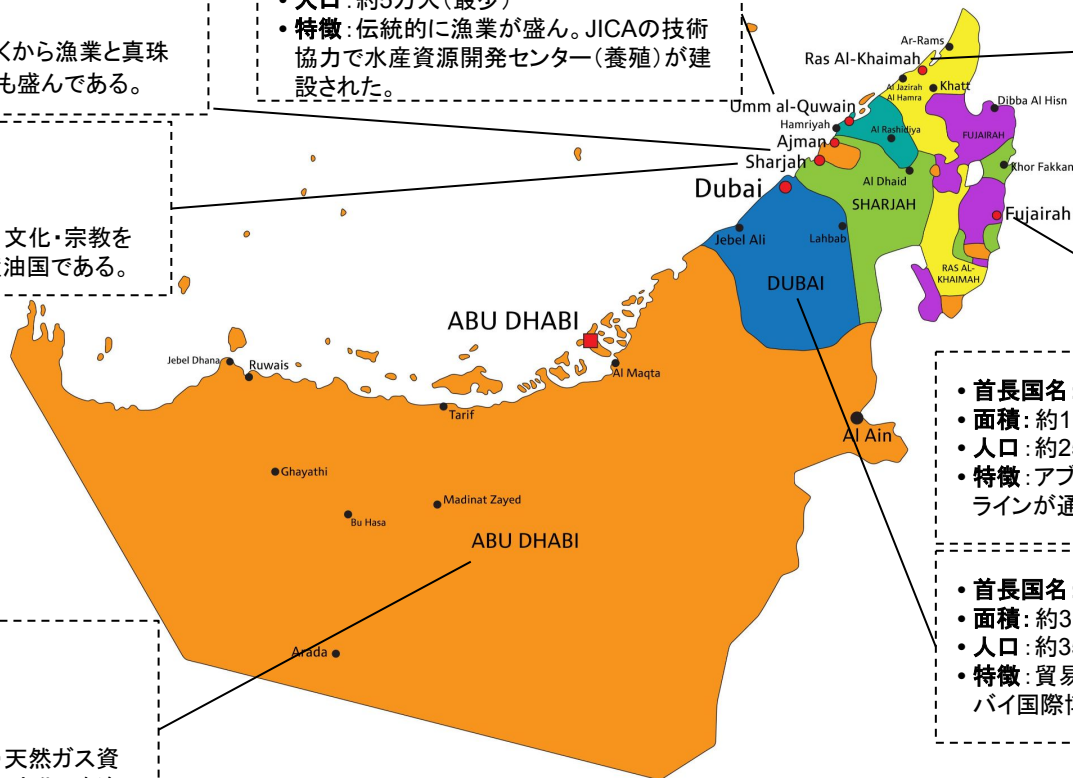 くから漁業と真珠
も盛んである。
• 人口：約5万人（最少）
• 特徴：伝統的に漁業が盛ん。JICAの技術
協力で水産資源開発センター（養殖）が建
設された。
文化・宗教を
油国である。
Ar-Rams
Ras Al-Khaimah
Al Jazirah
Al Hamra
Khatt
Dibba Al Hisn
Umm al-Quwain
Hamriyah
Al Rashidiya
FUJAIRAH
Ajman
Sharjah
Khor Fakkan
Al Dhaid
Dubai
SHARJAH
Fujairah
Jebel Ali
Lahbab
RAS AL-
KHAIMAH
DUBAI
ABU DHABI
Jebel Dhana
Ruwais
Al Maqta
Tarif
Al Ain
Ghayathi
Madinat Zayed
Bu Hasa
ABU DHABI
Arada
• 首長国名：
• 面積：約1
• 人口：約2
• 特徴：アブ
ラインが通
• 首長国名：
• 面積：約3
• 人口：約3
• 特徴：貿易
バイ国際博
天然ガス資